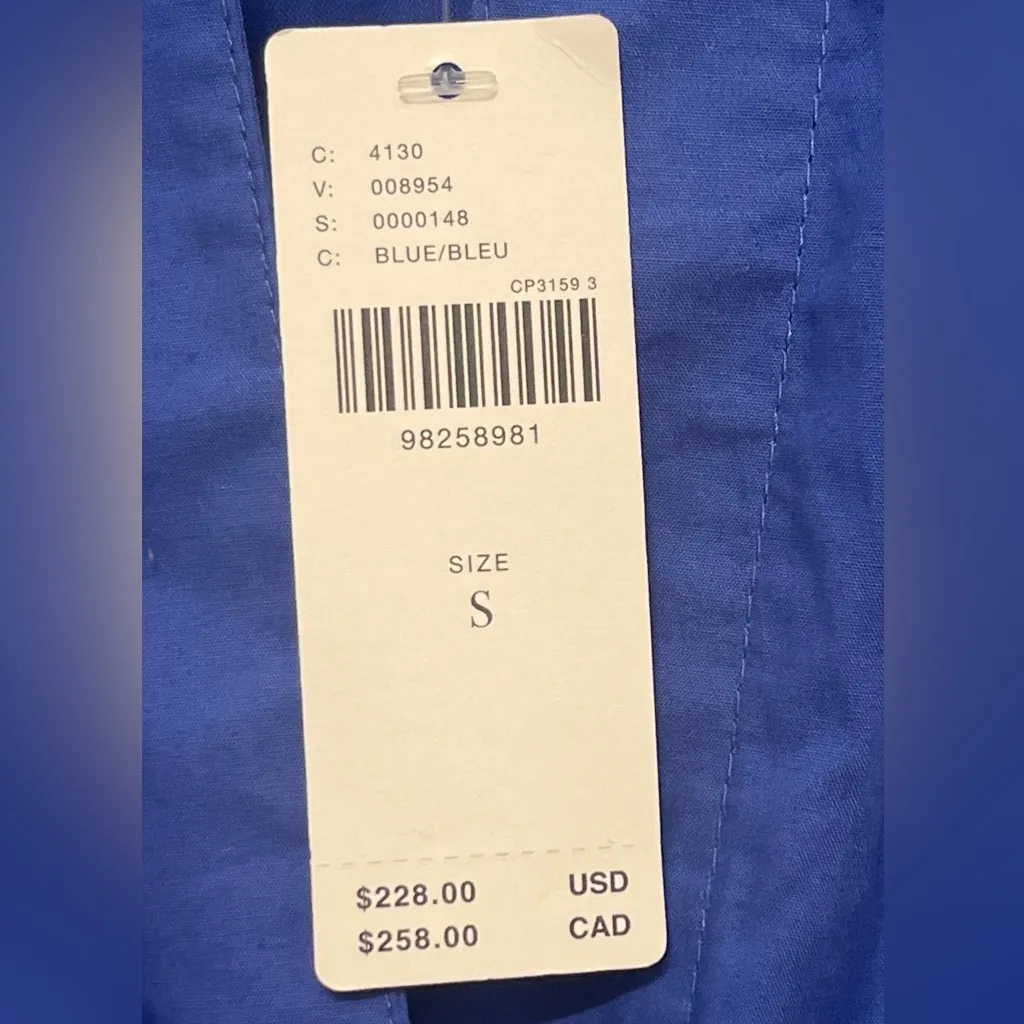 C: 4130
V: 008954
S: 0000148
C: BLUE/BLEU
CP3159 3
98258981
SIZE
S
$228.00 USD
$258.00 CAD